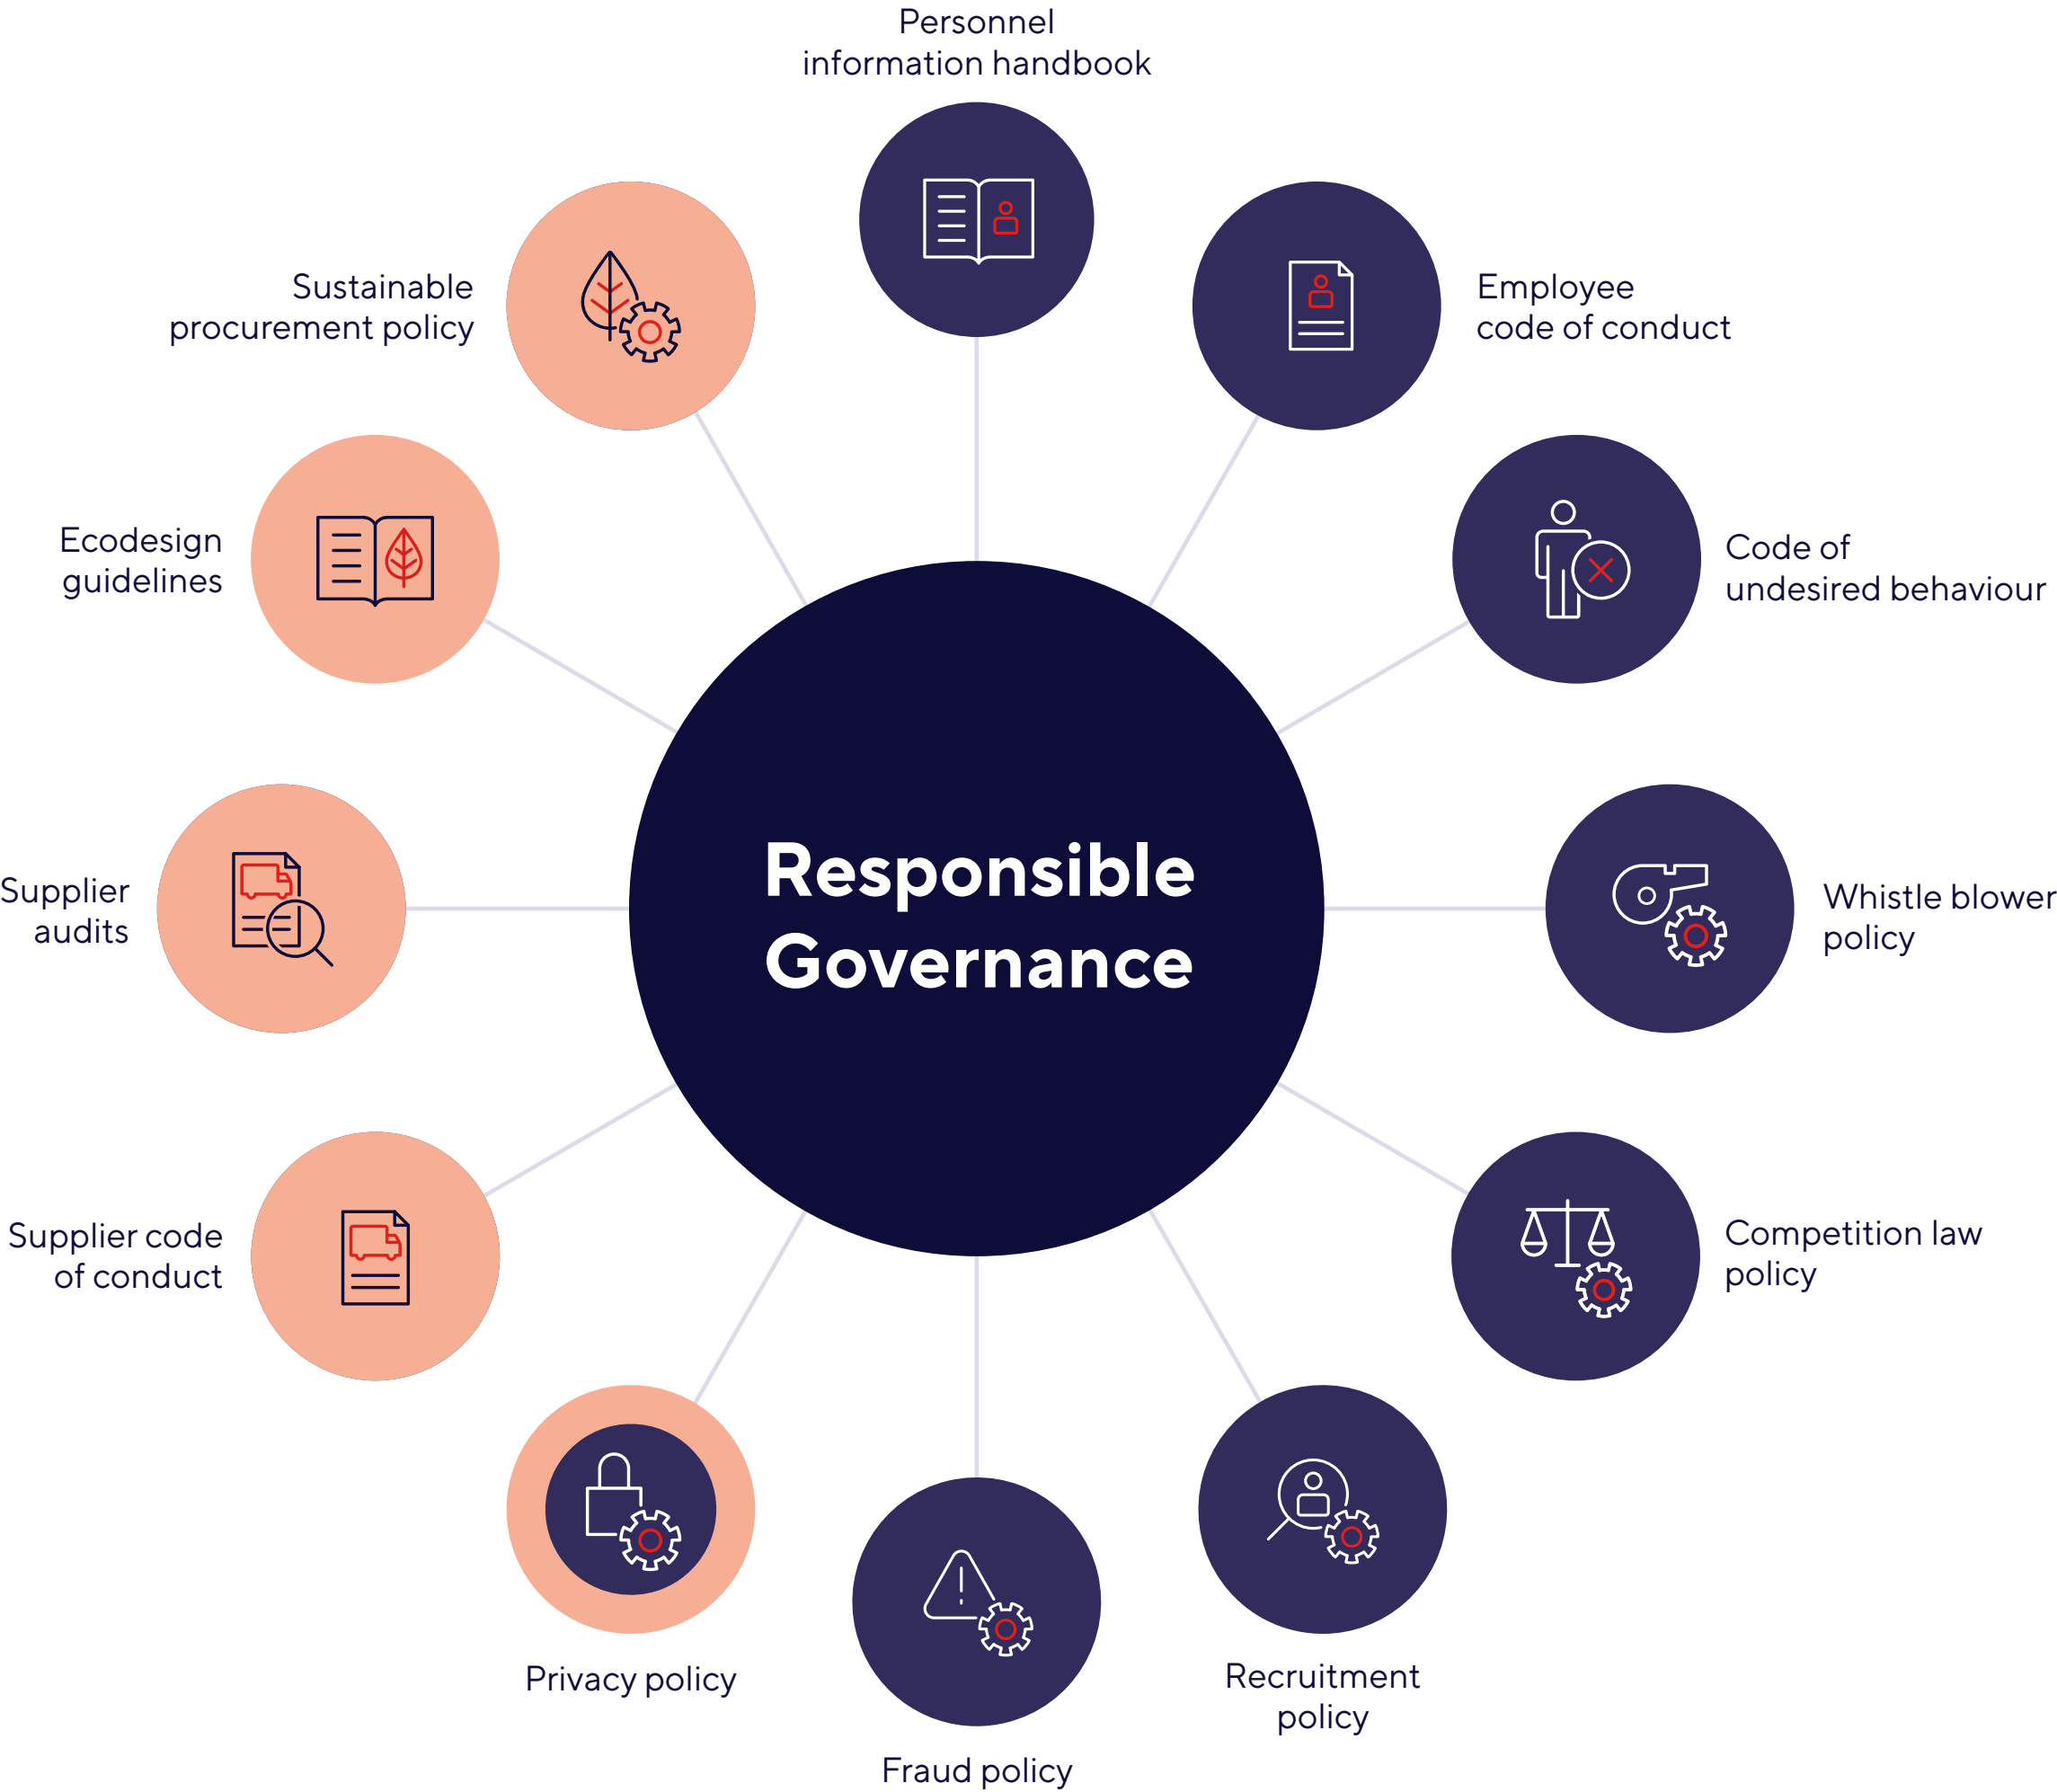 Personnel
information handbook
Sustainable
procurement policy
Employee
code of conduct
Ecodesign
guidelines
Code of
undesired behaviour
Supplier
audits
Responsible
Governance
Whistle blower
policy
Supplier code
of conduct
Competition law
policy
Privacy policy
Recruitment
policy
Fraud policy